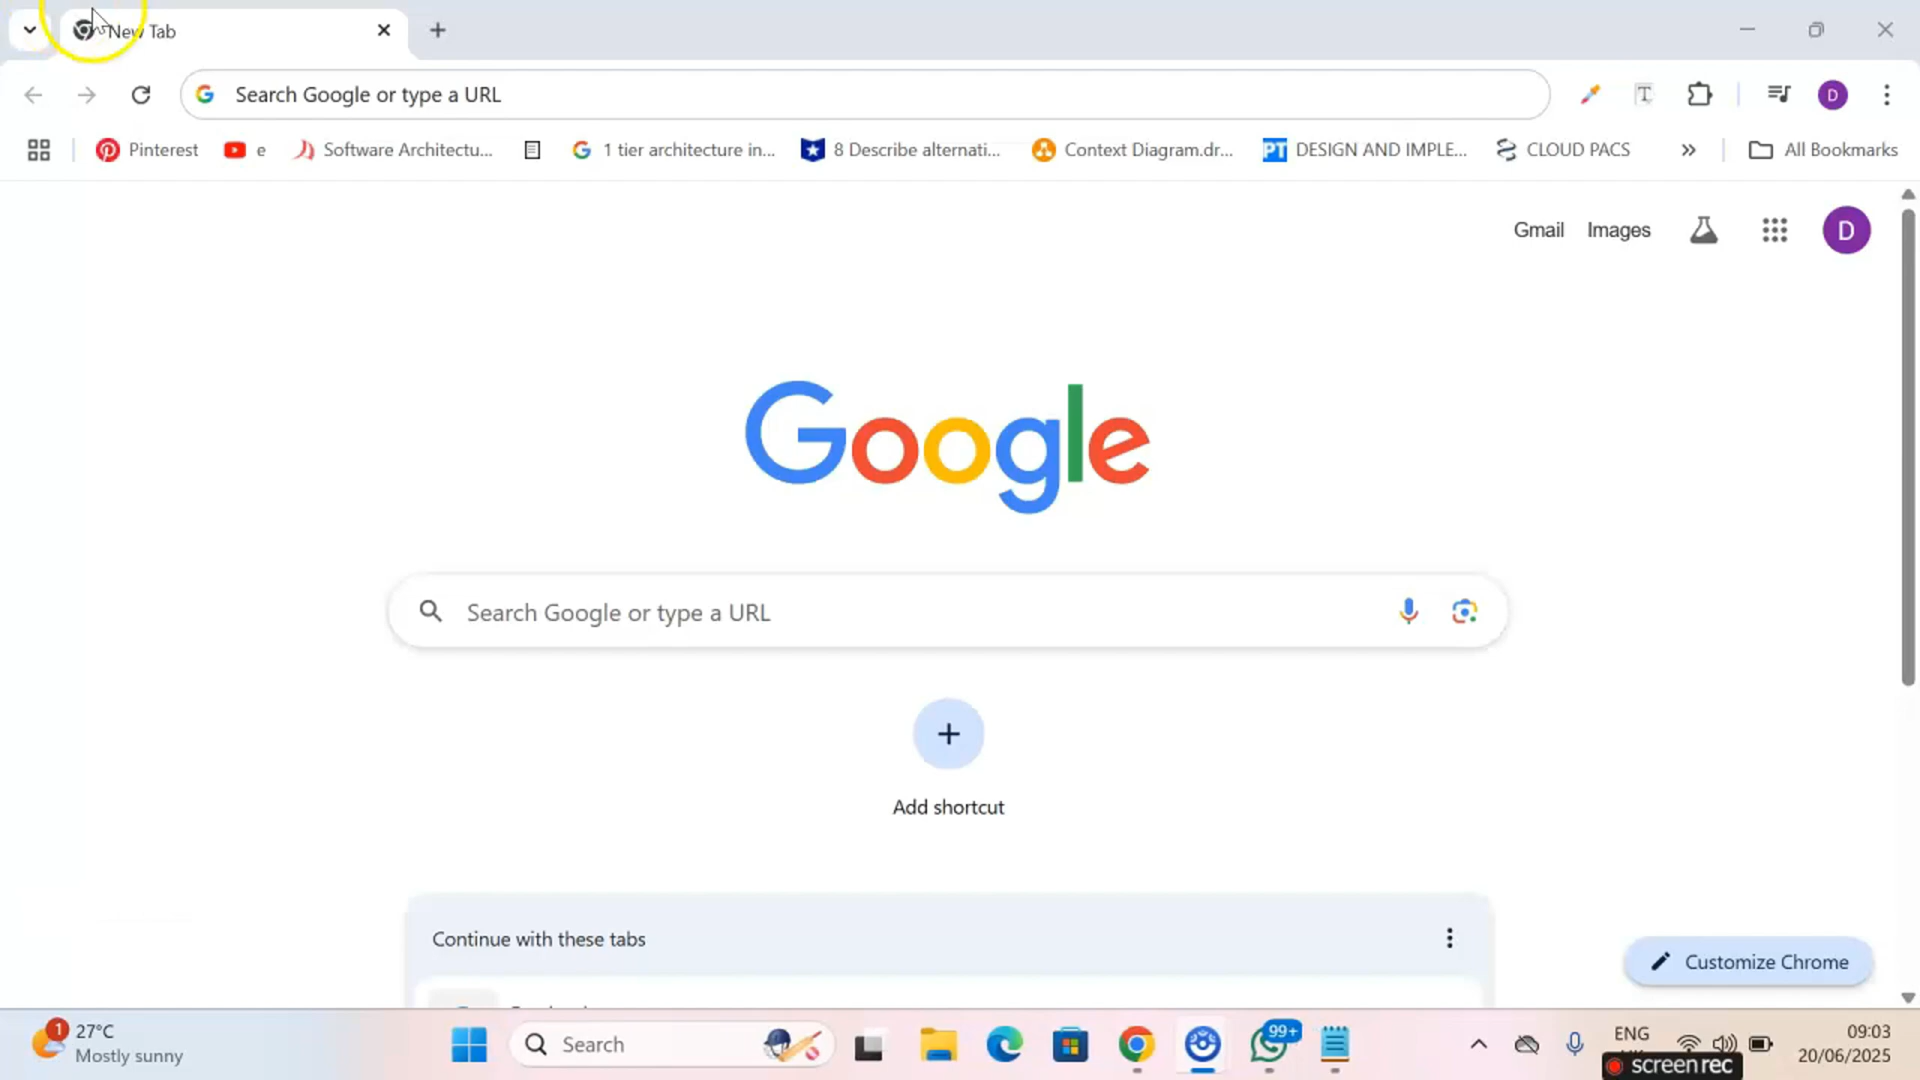 New Tab
Search Google or type a URL
Pinterest
e
Software Architectu...
1 tier architecture in...
8 Describe alternati...
Context Diagram.dr...
PT
DESIGN AND IMPLE...
CLOUD PACS
All Bookmarks
D
Gmail
Images
D
Google
Search Google or type a URL
Add shortcut
Continue with these tabs
Customize Chrome
1
27°C
Mostly sunny
Search
99+
ENG
09:03
20/06/2025
screenrec